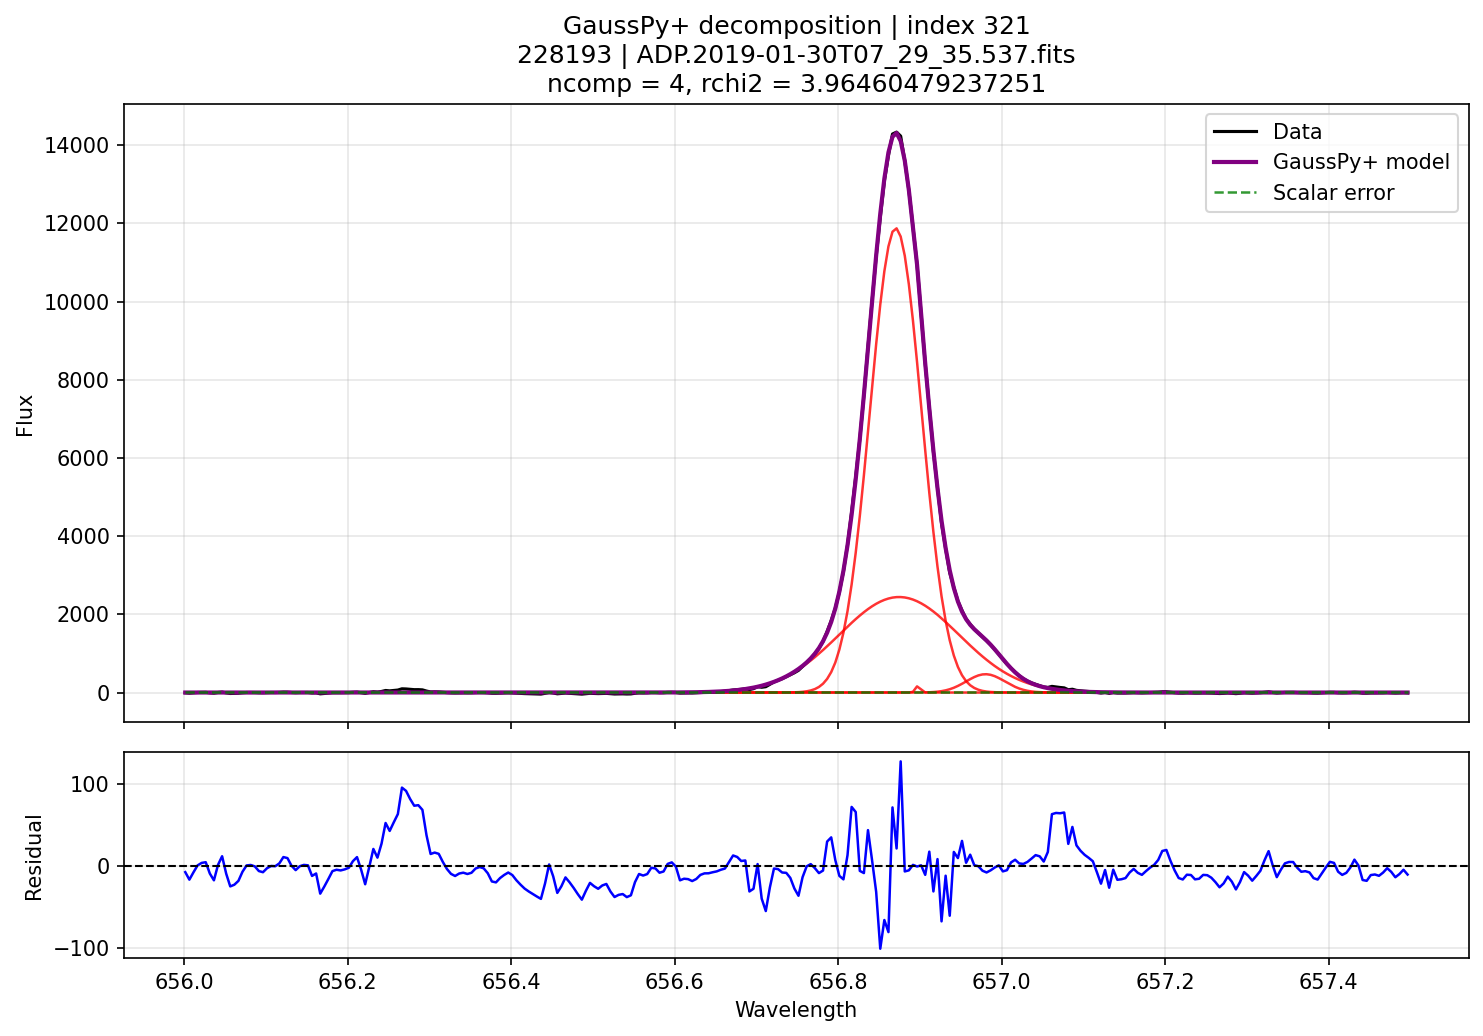 GaussPy+ decomposition | index 321
228193 | ADP.2019-01-30T07_29_35.537.fits
ncomp = 4, rchi2 = 3.96460479237251
Data
GaussPy+ model
Scalar error
14000
12000
10000
8000
6000
4000
2000
0
Flux
100
0
−100
Residual
656.0
656.2
656.4
656.6
656.8
657.0
657.2
657.4
Wavelength